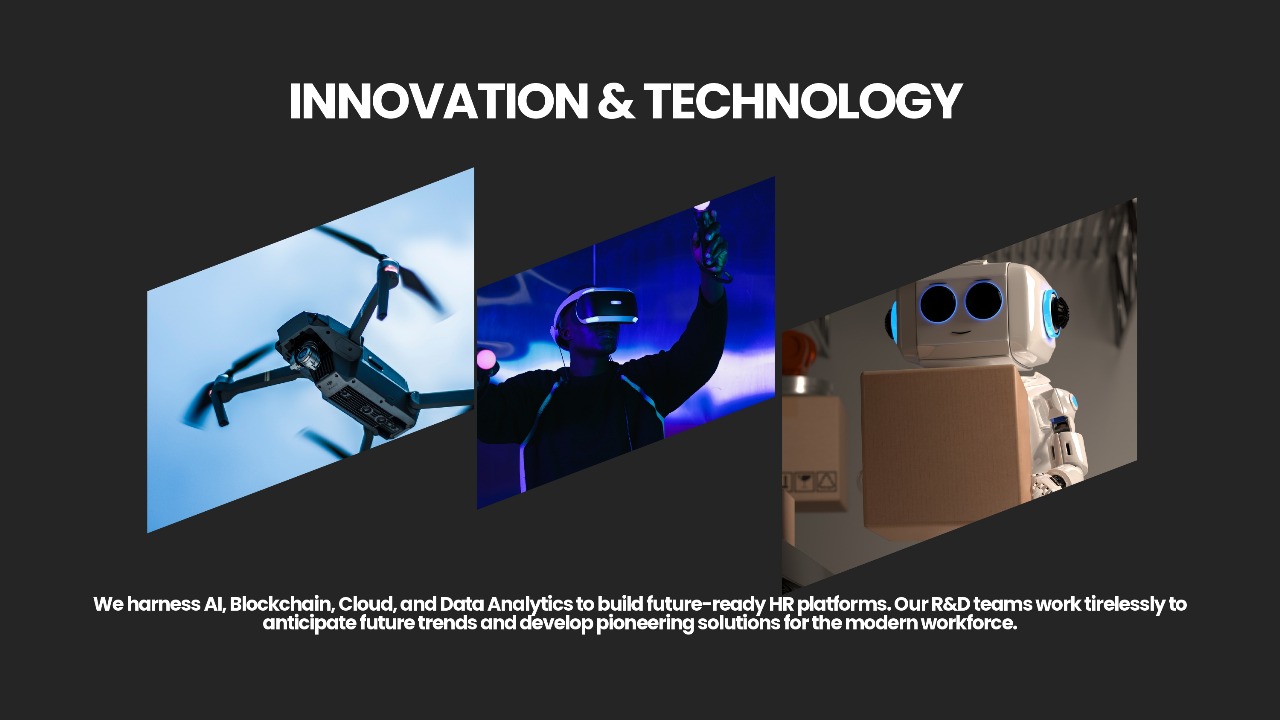 INNOVATION & TECHNOLOGY
We harness AI, Blockchain, Cloud, and Data Analytics to build future-ready HR platforms. Our R&D teams work tirelessly to
anticipate future trends and develop pioneering solutions for the modern workforce.